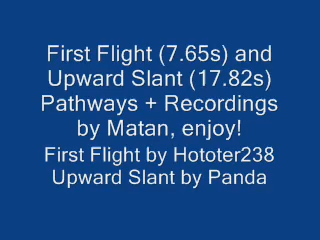 First Flight (7.65s) and
Upward Slant (17.82s)
Pathways + Recordings
by Matan, enjoy!
First Flight by Hototer238
Upward Slant by Panda